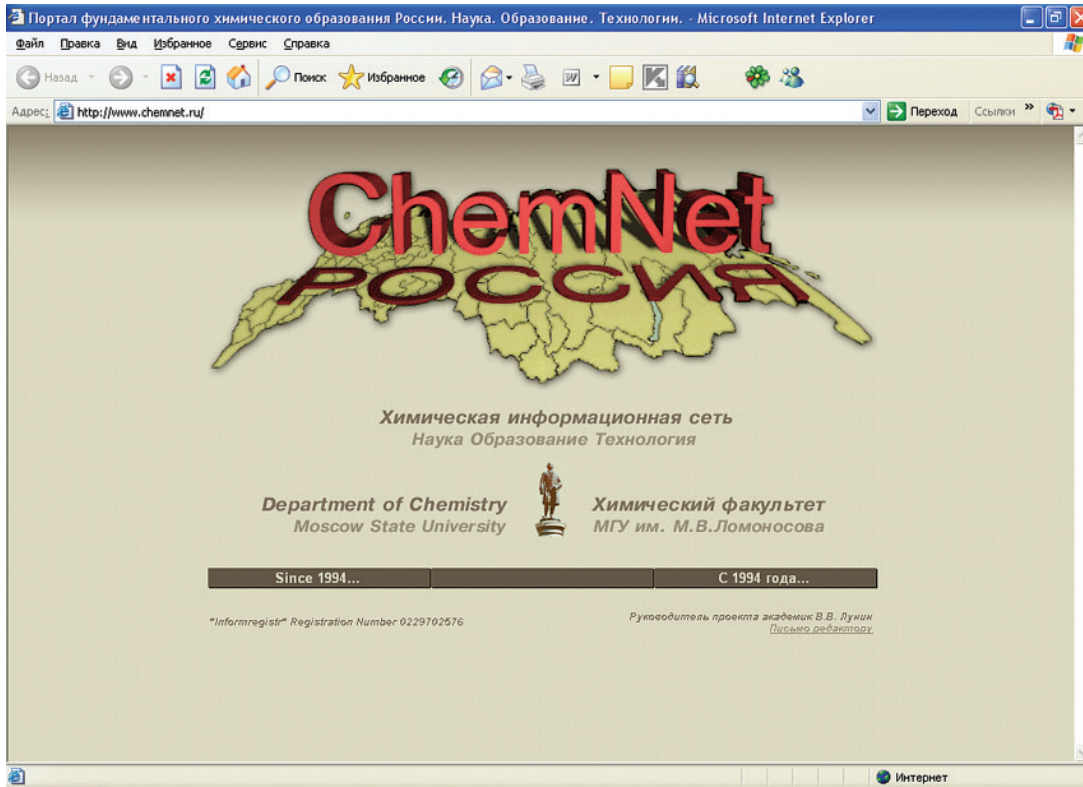 Портал фундаментального химического образования России. Наука. Образование. Технологии. - Microsoft Internet Explorer
Файл Правка Вид Избранное Сервис Справка
Назад Поиск Избранное
Адрес: http://www.chemnet.ru/ Переход Ссылки »
ChemNet
РОССИЯ
Химическая информационная сеть
Наука Образование Технология
Department of Chemistry Химический факультет
Moscow State University МГУ им. М.В.Ломоносова
Since 1994... С 1994 года...
"Informregistr" Registration Number 0229702576 Руководитель проекта академик В.В. Лунин
Письмо редактору
Интернет